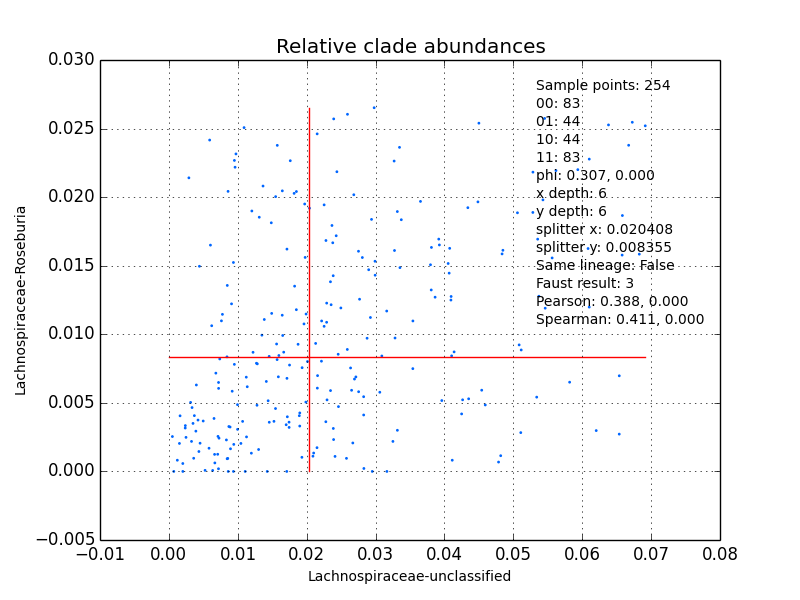 Relative clade abundances
0.030
0.025
0.020
0.015
0.010
0.005
0.000
−0.005
Lachnospiraceae-Roseburia
Sample points: 254
00: 83
01: 44
10: 44
11: 83
phi: 0.307, 0.000
x depth: 6
y depth: 6
splitter x: 0.020408
splitter y: 0.008355
Same lineage: False
Faust result: 3
Pearson: 0.388, 0.000
Spearman: 0.411, 0.000
−0.01 0.00 0.01 0.02 0.03 0.04 0.05 0.06 0.07 0.08
Lachnospiraceae-unclassified